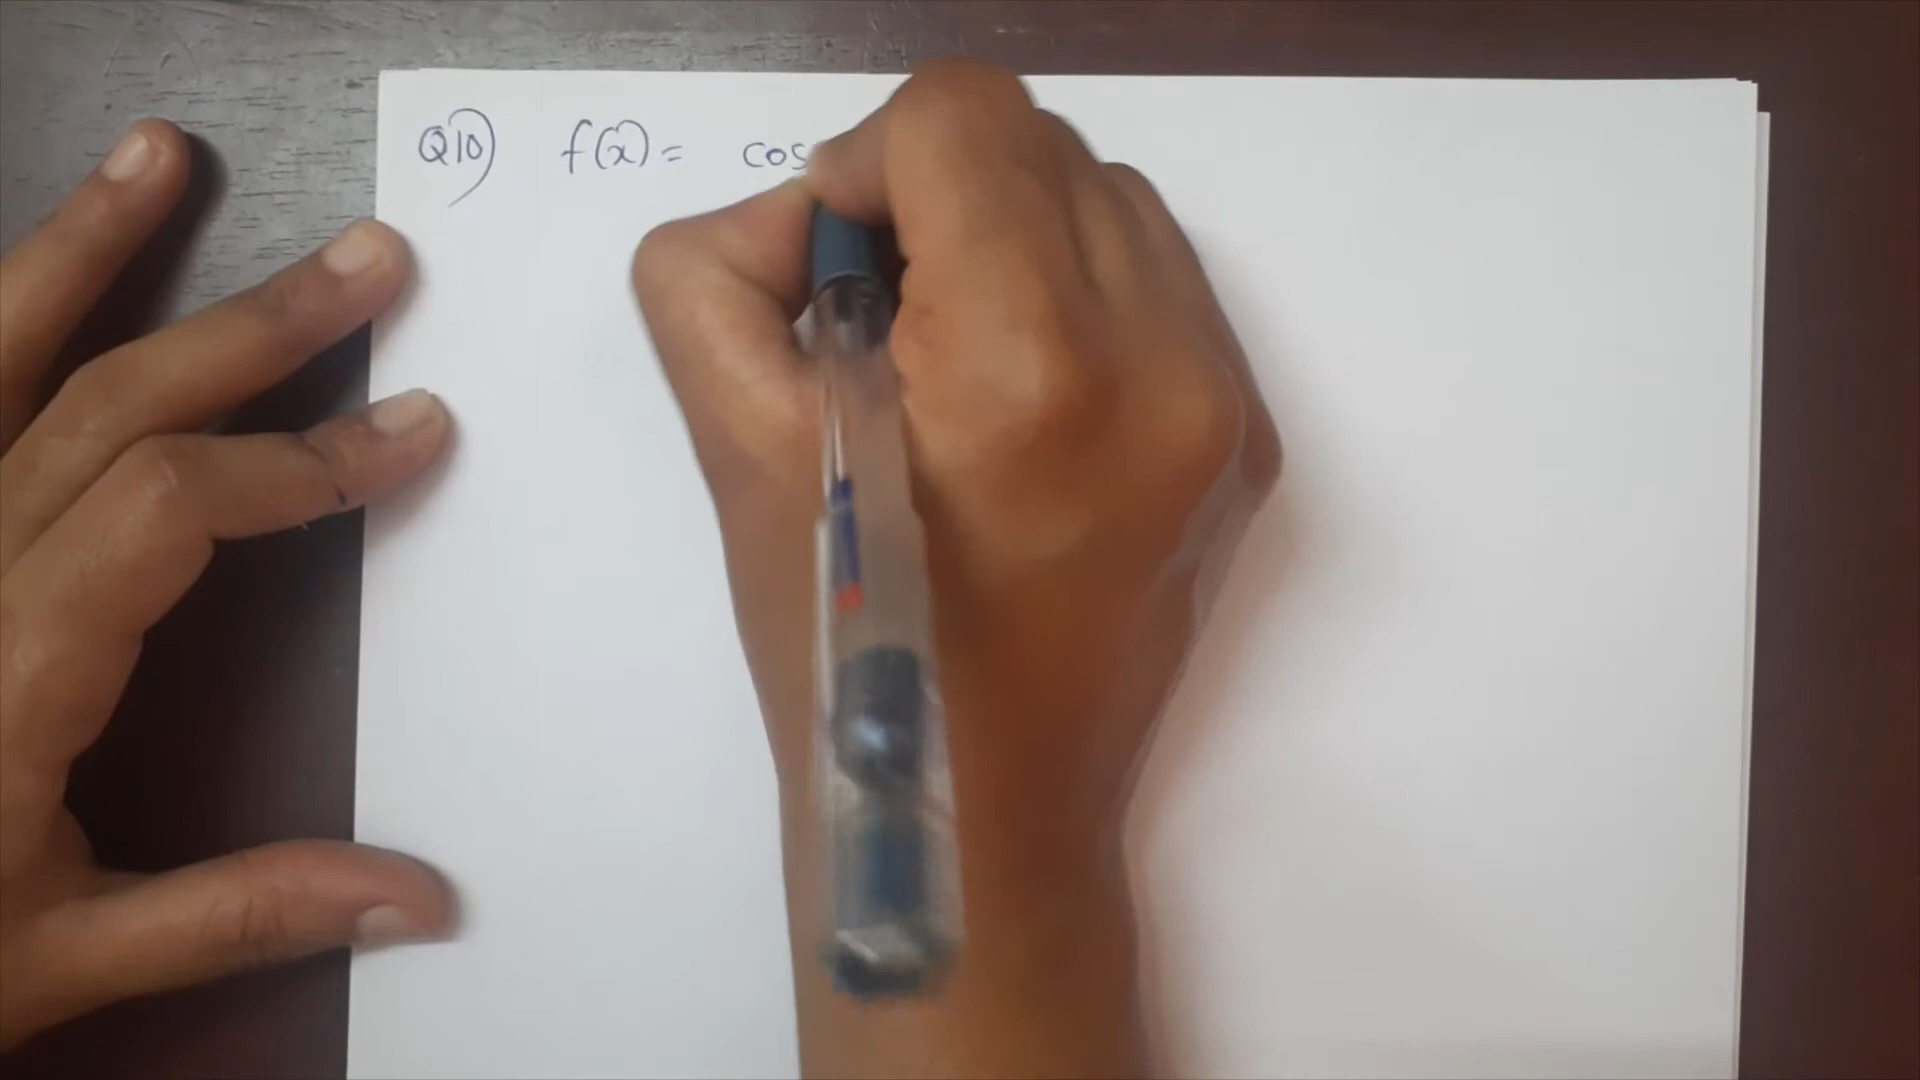 Q10) f(x) = cos